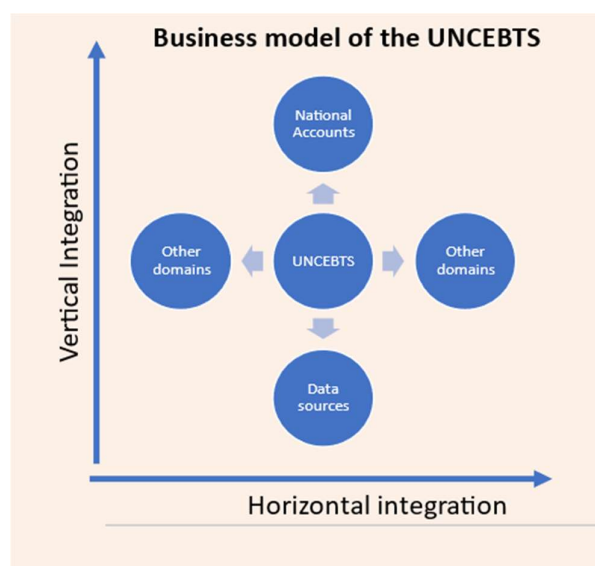 Business model of the UNCEBTS
Vertical Integration
National
Accounts
Other
domains
UNCEBTS
Other
domains
Data
sources
Horizontal integration